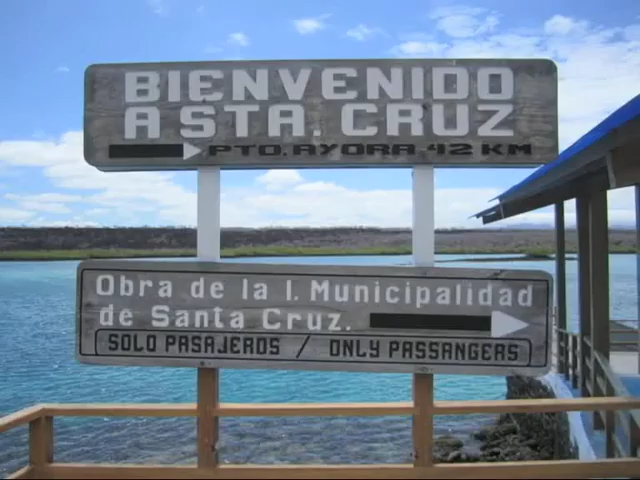 BIENVENIDO
A STA. CRUZ
PTO. AYORA 42 KM
Obra de la I. Municipalidad
de Santa Cruz.
SOLO PASAJEROS / ONLY PASSANGERS